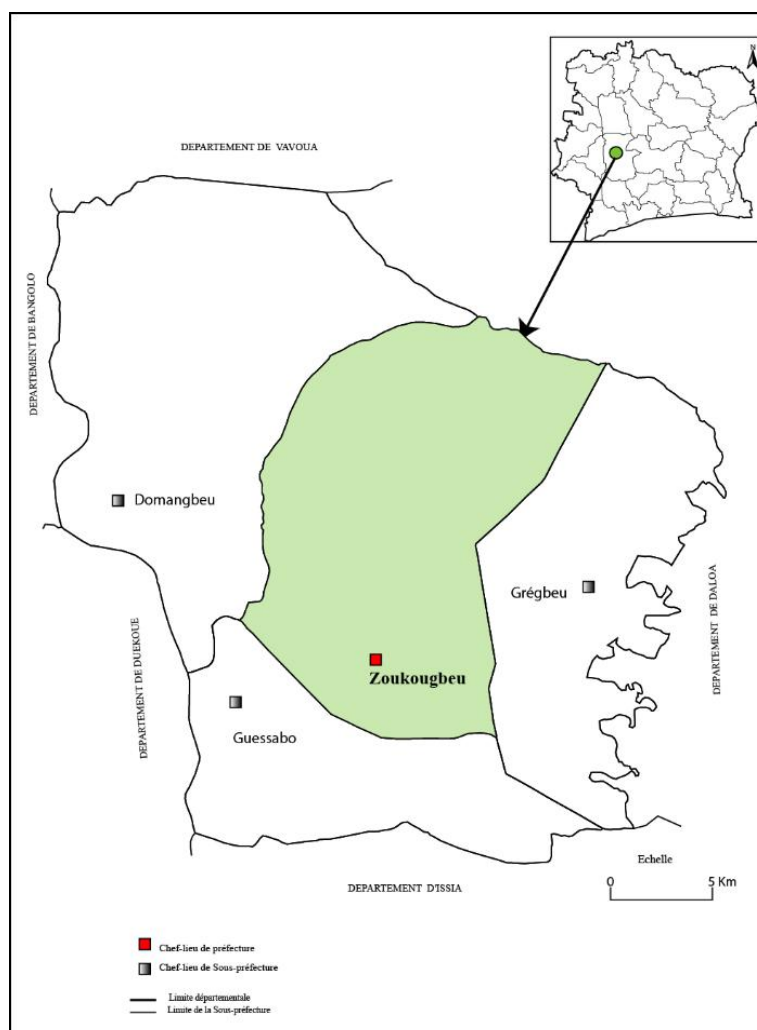 N
DEPARTEMENT DE VAVOUA
DEPARTEMENT DE BANGOLO
Domangbeu
Grégbeu
DEPARTEMENT DE DALOA
Zoukougbeu
DEPARTEMENT DE DUEKOUE
Guessabo
Echelle
0 5 Km
DEPARTEMENT D'ISSIA
Chef-lieu de préfecture
Chef-lieu de Sous-préfecture
Limite départementale
Limite de la Sous-préfecture